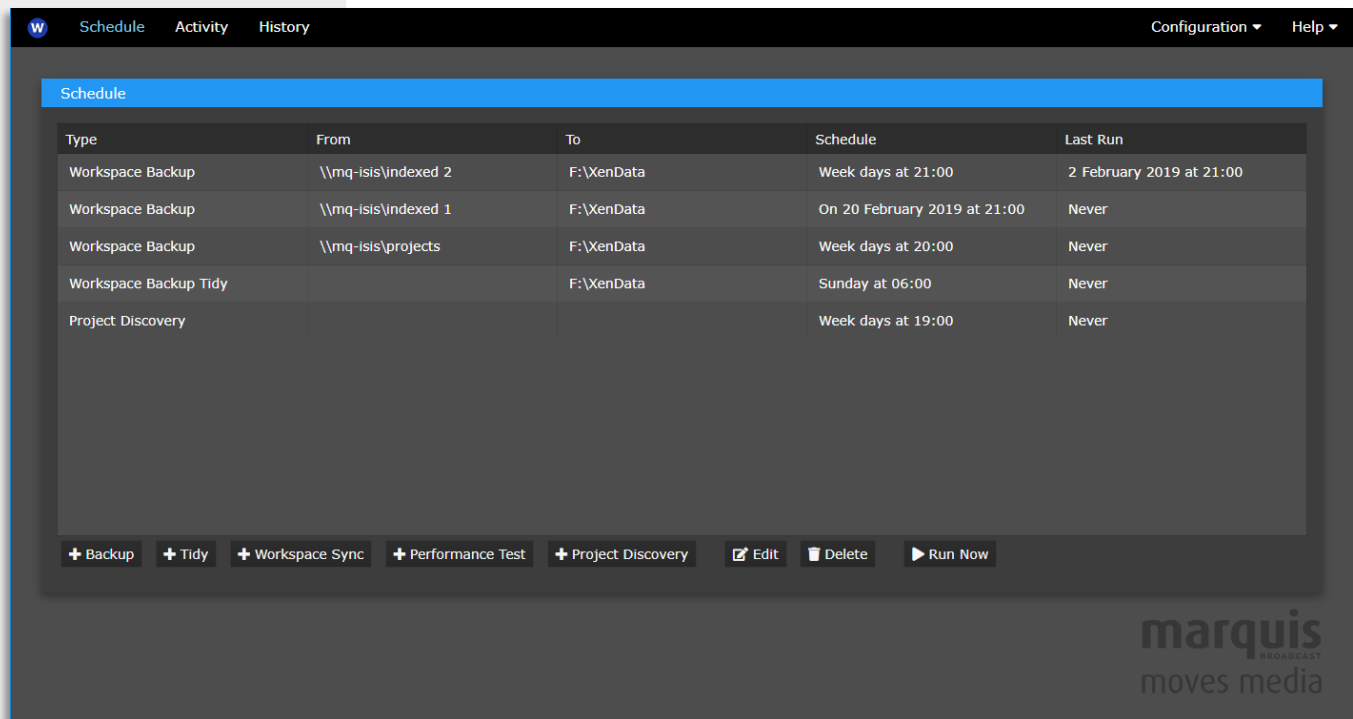 W Schedule Activity History Configuration Help
Schedule
Type From To Schedule Last Run
Workspace Backup \\mq-isis\indexed 2 F:\XenData Week days at 21:00 2 February 2019 at 21:00
Workspace Backup \\mq-isis\indexed 1 F:\XenData On 20 February 2019 at 21:00 Never
Workspace Backup \\mq-isis\projects F:\XenData Week days at 20:00 Never
Workspace Backup Tidy F:\XenData Sunday at 06:00 Never
Project Discovery Week days at 19:00 Never
Backup Tidy Workspace Sync Performance Test Project Discovery Edit Delete Run Now
marquis
BROADCAST
moves media